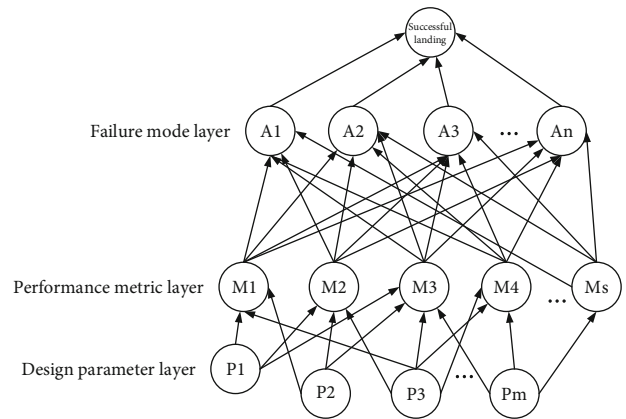 Successful
landing
Failure mode layer A1 A2 A3 ... An
Performance metric layer M1 M2 M3 M4 ... Ms
Design parameter layer P1 P2 P3 ... Pm